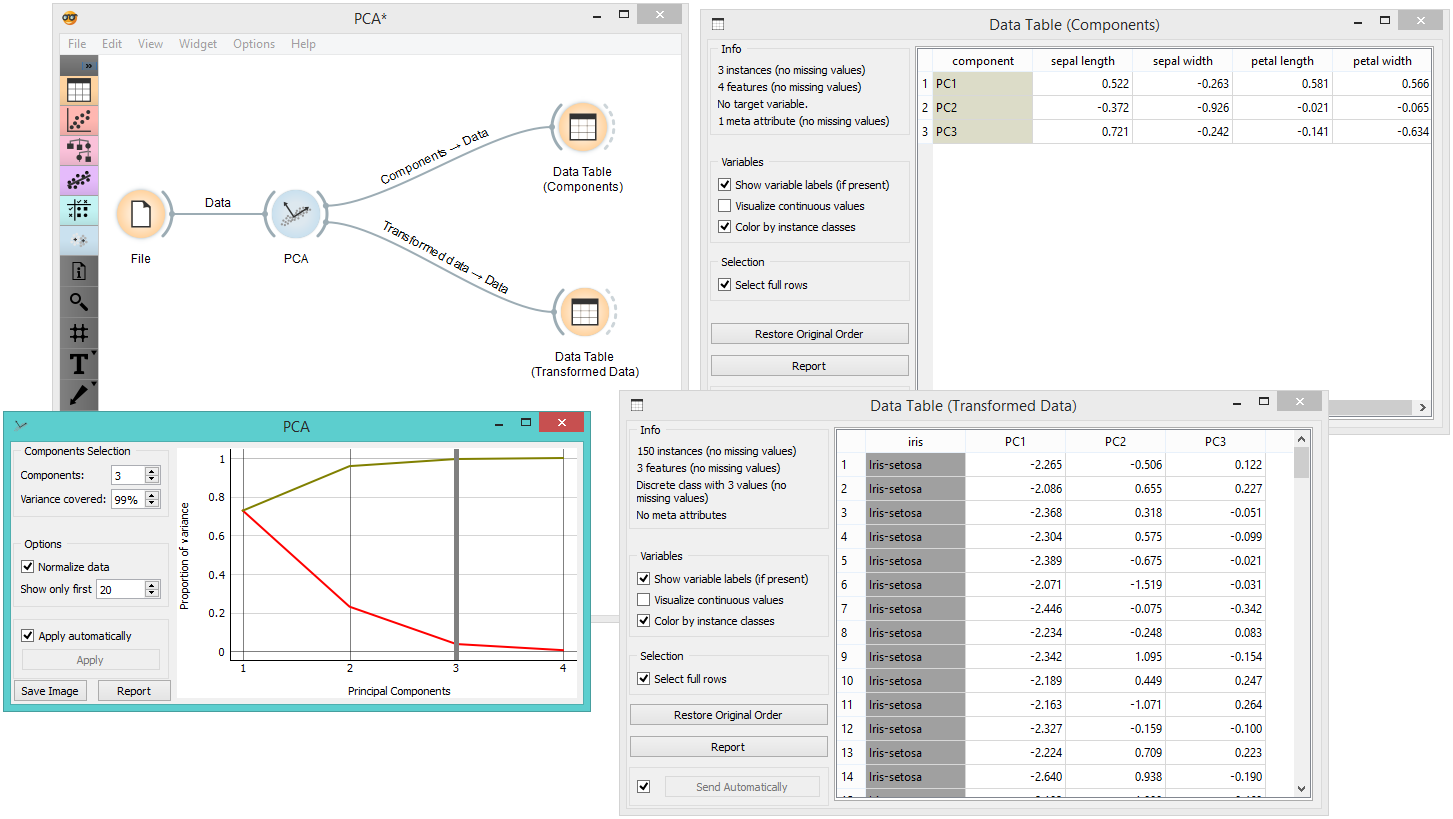 PCA*
File Edit View Widget Options Help
»
Components → Data
Data Table
(Components)
Data
File
PCA
Transformed data → Data
Data Table
(Transformed Data)
T
Data Table (Components)
Info
3 instances (no missing values)
4 features (no missing values)
No target variable.
1 meta attribute (no missing values)
Variables
Show variable labels (if present)
Visualize continuous values
Color by instance classes
Selection
Select full rows
Restore Original Order
Report
component sepal length sepal width petal length petal width
1 PC1 0.522 -0.263 0.581 0.566
2 PC2 -0.372 -0.926 -0.021 -0.065
3 PC3 0.721 -0.242 -0.141 -0.634
PCA
Components Selection
Components: 3
Variance covered: 99%
Options
Normalize data
Show only first 20
Apply automatically
Apply
Save Image Report
Proportion of variance
1
0.8
0.6
0.4
0.2
0
1 2 3 4
Principal Components
Data Table (Transformed Data)
Info
150 instances (no missing values)
3 features (no missing values)
Discrete class with 3 values (no
missing values)
No meta attributes
Variables
Show variable labels (if present)
Visualize continuous values
Color by instance classes
Selection
Select full rows
Restore Original Order
Report
Send Automatically
iris PC1 PC2 PC3
1 Iris-setosa -2.265 -0.506 0.122
2 Iris-setosa -2.086 0.655 0.227
3 Iris-setosa -2.368 0.318 -0.051
4 Iris-setosa -2.304 0.575 -0.099
5 Iris-setosa -2.389 -0.675 -0.021
6 Iris-setosa -2.071 -1.519 -0.031
7 Iris-setosa -2.446 -0.075 -0.342
8 Iris-setosa -2.234 -0.248 0.083
9 Iris-setosa -2.342 1.095 -0.154
10 Iris-setosa -2.189 0.449 0.247
11 Iris-setosa -2.163 -1.071 0.264
12 Iris-setosa -2.327 -0.159 -0.100
13 Iris-setosa -2.224 0.709 0.223
14 Iris-setosa -2.640 0.938 -0.190